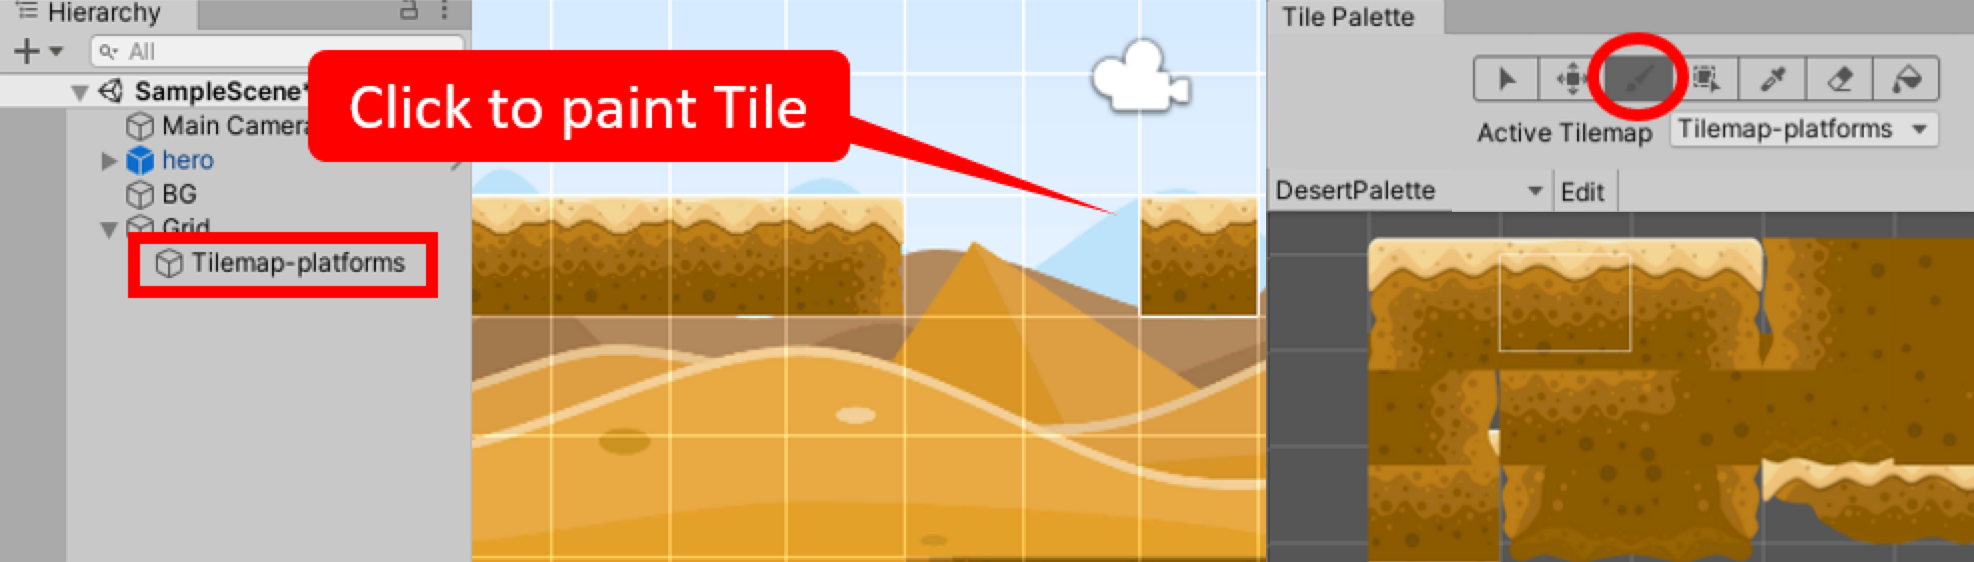 Hierarchy
All
SampleScene*
Main Camera
hero
BG
Grid
Tilemap-platforms
Click to paint Tile
Tile Palette
Active Tilemap
Tilemap-platforms
DesertPalette
Edit